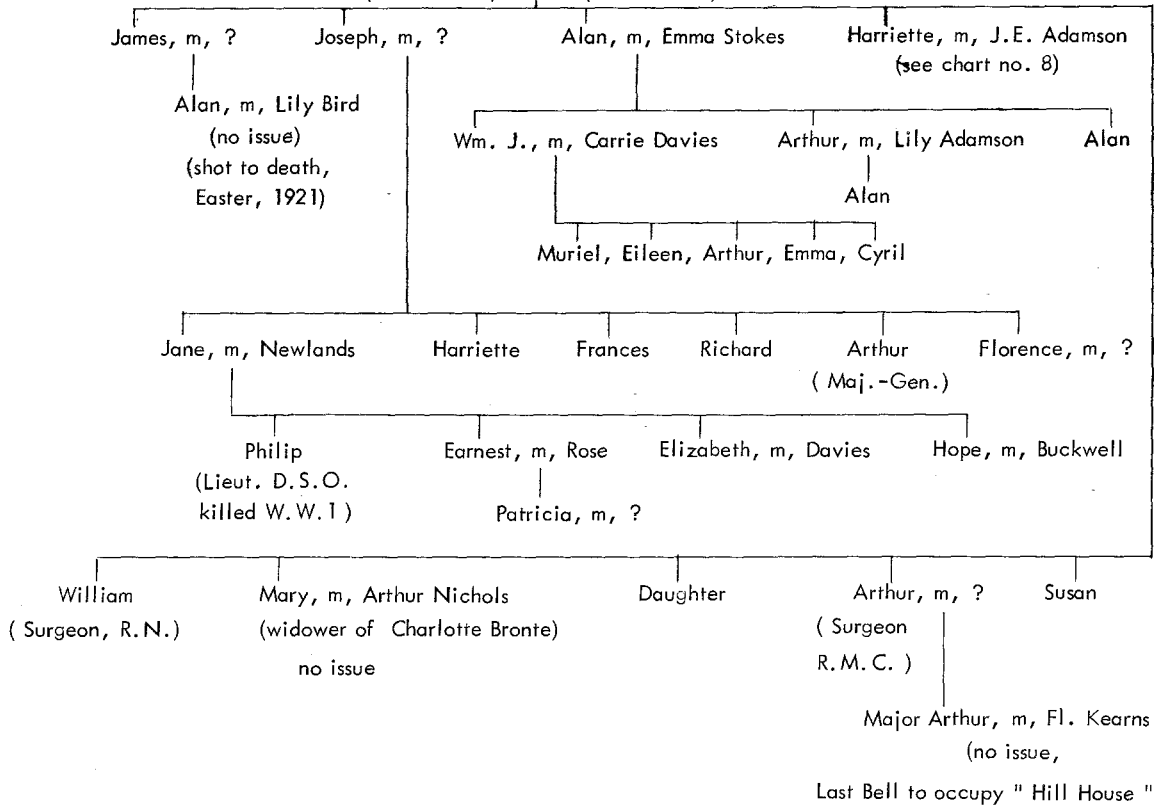 James, m, ? Joseph, m, ? Alan, m, Emma Stokes Harriette, m, J.E. Adamson
(see chart no. 8)
Alan, m, Lily Bird
(no issue)
(shot to death,
Easter, 1921)
Wm. J., m, Carrie Davies Arthur, m, Lily Adamson Alan
Alan
Muriel, Eileen, Arthur, Emma, Cyril
Jane, m, Newlands Harriette Frances Richard Arthur Florence, m, ?
( Maj.-Gen.)
Philip Earnest, m, Rose Elizabeth, m, Davies Hope, m, Buckwell
(Lieut. D.S.O.
killed W.W.1 )
Patricia, m, ?
William Mary, m, Arthur Nichols Daughter Arthur, m, ? Susan
( Surgeon, R.N.) (widower of Charlotte Bronte) ( Surgeon
no issue R.M.C. )
Major Arthur, m, Fl. Kearns
(no issue,
Last Bell to occupy " Hill House "